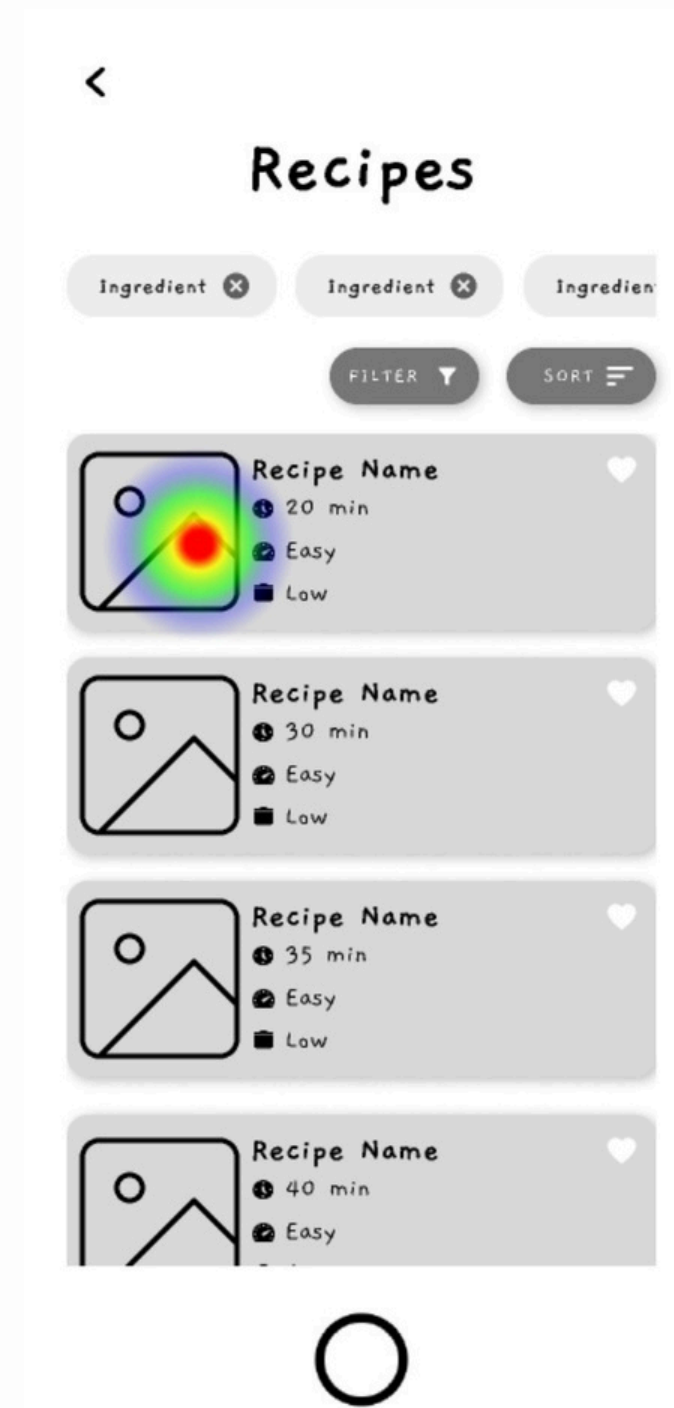 Recipes
Ingredient Ingredient Ingredien
FILTER SORT
Recipe Name
20 min
Easy
Low
Recipe Name
30 min
Easy
Low
Recipe Name
35 min
Easy
Low
Recipe Name
40 min
Easy